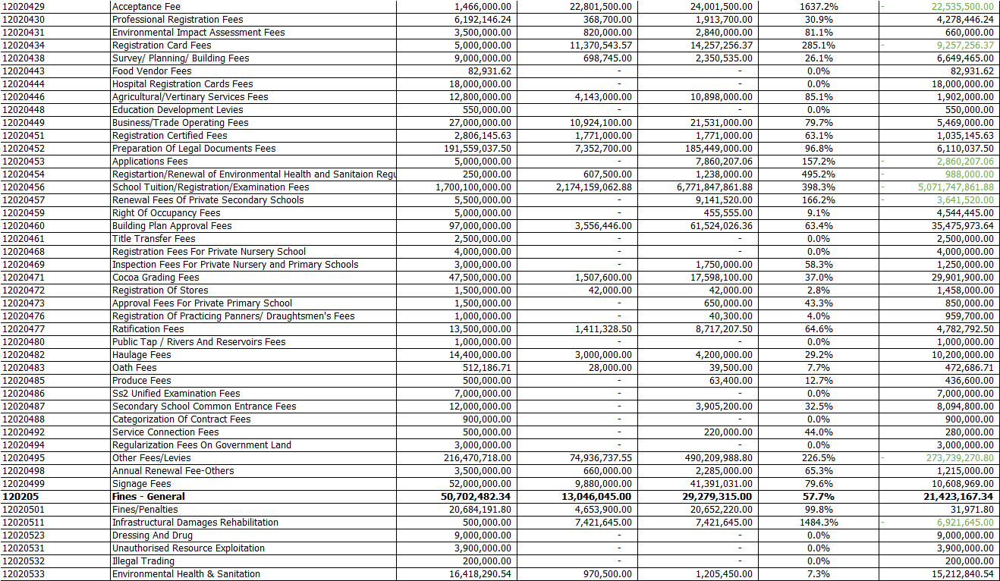 12020429 Acceptance Fee 1,466,000.00 22,801,500.00 24,001,500.00 1637.2% - 22,535,500.00
12020430 Professional Registration Fees 6,192,146.24 368,700.00 1,913,700.00 30.9% 4,278,446.24
12020431 Environmental Impact Assessment Fees 3,500,000.00 820,000.00 2,840,000.00 81.1% 660,000.00
12020434 Registration Card Fees 5,000,000.00 11,370,543.57 14,257,256.37 285.1% - 9,257,256.37
12020438 Survey/ Planning/ Building Fees 9,000,000.00 698,745.00 2,350,535.00 26.1% 6,649,465.00
12020443 Food Vendor Fees 82,931.62 - - 0.0% 82,931.62
12020444 Hospital Registration Cards Fees 18,000,000.00 - - 0.0% 18,000,000.00
12020446 Agricultural/Vertinary Services Fees 12,800,000.00 4,143,000.00 10,898,000.00 85.1% 1,902,000.00
12020448 Education Development Levies 550,000.00 - - 0.0% 550,000.00
12020449 Business/Trade Operating Fees 27,000,000.00 10,924,100.00 21,531,000.00 79.7% 5,469,000.00
12020451 Registration Certified Fees 2,806,145.63 1,771,000.00 1,771,000.00 63.1% 1,035,145.63
12020452 Preparation Of Legal Documents Fees 191,559,037.50 7,352,700.00 185,449,000.00 96.8% 6,110,037.50
12020453 Applications Fees 5,000,000.00 - 7,860,207.06 157.2% - 2,860,207.06
12020454 Registartion/Renewal of Environmental Health and Sanitaion Regu 250,000.00 607,500.00 1,238,000.00 495.2% - 988,000.00
12020456 School Tuition/Registration/Examination Fees 1,700,100,000.00 2,174,159,062.88 6,771,847,861.88 398.3% - 5,071,747,861.88
12020457 Renewal Fees Of Private Secondary Schools 5,500,000.00 - 9,141,520.00 166.2% - 3,641,520.00
12020459 Right Of Occupancy Fees 5,000,000.00 - 455,555.00 9.1% 4,544,445.00
12020460 Building Plan Approval Fees 97,000,000.00 3,556,446.00 61,524,026.36 63.4% 35,475,973.64
12020461 Title Transfer Fees 2,500,000.00 - - 0.0% 2,500,000.00
12020468 Registration Fees For Private Nursery School 4,000,000.00 - - 0.0% 4,000,000.00
12020469 Inspection Fees For Private Nursery and Primary Schools 3,000,000.00 - 1,750,000.00 58.3% 1,250,000.00
12020471 Cocoa Grading Fees 47,500,000.00 1,507,600.00 17,598,100.00 37.0% 29,901,900.00
12020472 Registration Of Stores 1,500,000.00 42,000.00 42,000.00 2.8% 1,458,000.00
12020473 Approval Fees For Private Primary School 1,500,000.00 - 650,000.00 43.3% 850,000.00
12020476 Registration Of Practicing Panners/ Draughtsmen's Fees 1,000,000.00 - 40,300.00 4.0% 959,700.00
12020477 Ratification Fees 13,500,000.00 1,411,328.50 8,717,207.50 64.6% 4,782,792.50
12020480 Public Tap / Rivers And Reservoirs Fees 1,000,000.00 - - 0.0% 1,000,000.00
12020482 Haulage Fees 14,400,000.00 3,000,000.00 4,200,000.00 29.2% 10,200,000.00
12020483 Oath Fees 512,186.71 28,000.00 39,500.00 7.7% 472,686.71
12020485 Produce Fees 500,000.00 - 63,400.00 12.7% 436,600.00
12020486 Ss2 Unified Examination Fees 7,000,000.00 - - 0.0% 7,000,000.00
12020487 Secondary School Common Entrance Fees 12,000,000.00 - 3,905,200.00 32.5% 8,094,800.00
12020488 Categorization Of Contract Fees 900,000.00 - - 0.0% 900,000.00
12020492 Service Connection Fees 500,000.00 - 220,000.00 44.0% 280,000.00
12020494 Regularization Fees On Government Land 3,000,000.00 - - 0.0% 3,000,000.00
12020495 Other Fees/Levies 216,470,718.00 74,936,737.55 490,209,988.80 226.5% - 273,739,270.80
12020498 Annual Renewal Fee-Others 3,500,000.00 660,000.00 2,285,000.00 65.3% 1,215,000.00
12020499 Signage Fees 52,000,000.00 9,880,000.00 41,391,031.00 79.6% 10,608,969.00
120205 Fines - General 50,702,482.34 13,046,045.00 29,279,315.00 57.7% 21,423,167.34
12020501 Fines/Penalties 20,684,191.80 4,653,900.00 20,652,220.00 99.8% 31,971.80
12020511 Infrastructural Damages Rehabilitation 500,000.00 7,421,645.00 7,421,645.00 1484.3% - 6,921,645.00
12020523 Dressing And Drug 9,000,000.00 - - 0.0% 9,000,000.00
12020531 Unauthorised Resource Exploitation 3,900,000.00 - - 0.0% 3,900,000.00
12020532 Illegal Trading 200,000.00 - - 0.0% 200,000.00
12020533 Environmental Health & Sanitation 16,418,290.54 970,500.00 1,205,450.00 7.3% 15,212,840.54